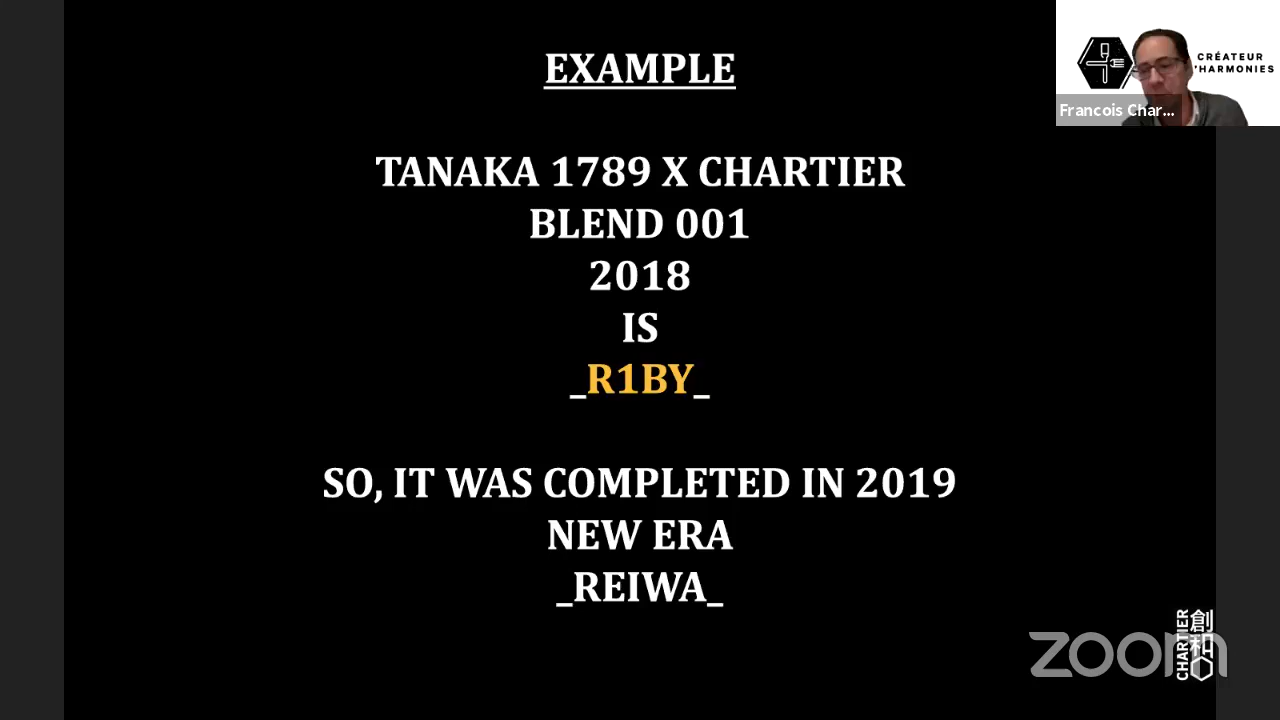 EXAMPLE
TANAKA 1789 X CHARTIER
BLEND 001
2018
IS
_R1BY_
SO, IT WAS COMPLETED IN 2019
NEW ERA
_REIWA_
CRÉATEUR
'HARMONIES
Francois Char...
CHARTIER
創和
zoom